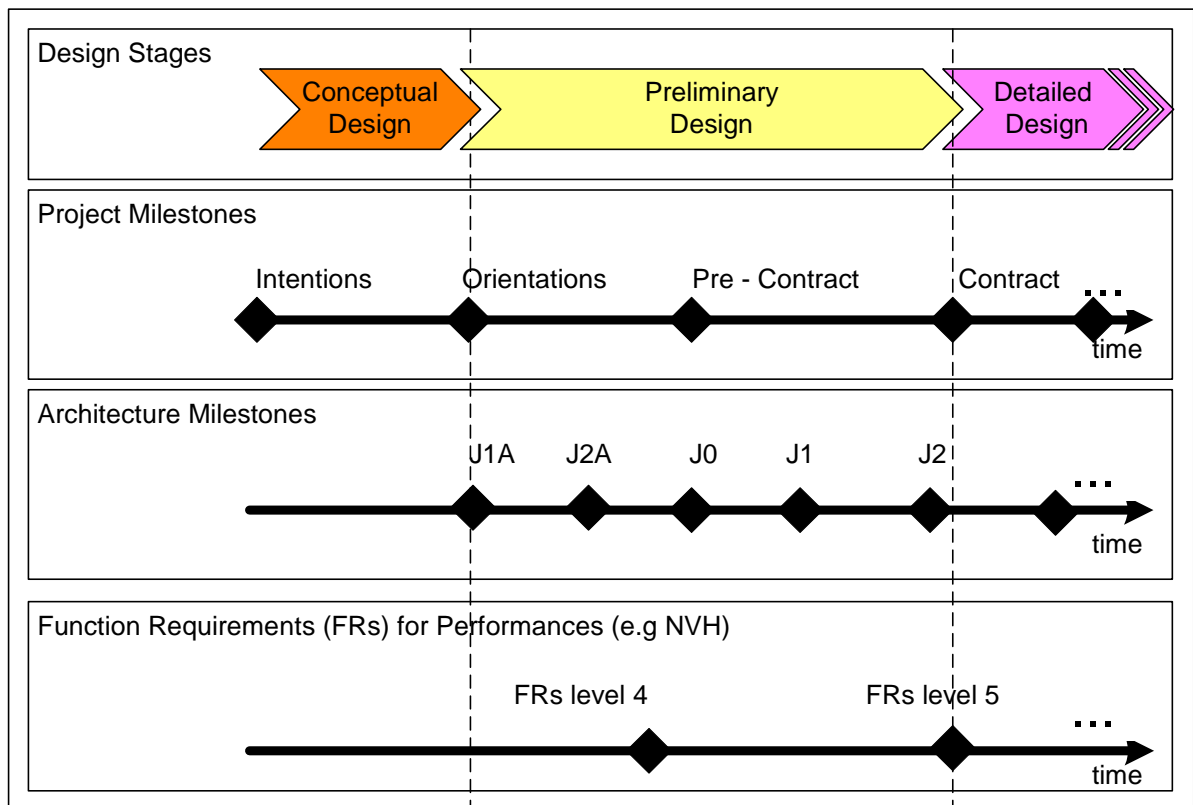 Design Stages
Conceptual
Design
Preliminary
Design
Detailed
Design
Project Milestones
Intentions
Orientations
Pre - Contract
Contract
...
time
Architecture Milestones
J1A
J2A
J0
J1
J2
...
time
Function Requirements (FRs) for Performances (e.g NVH)
FRs level 4
FRs level 5
...
time